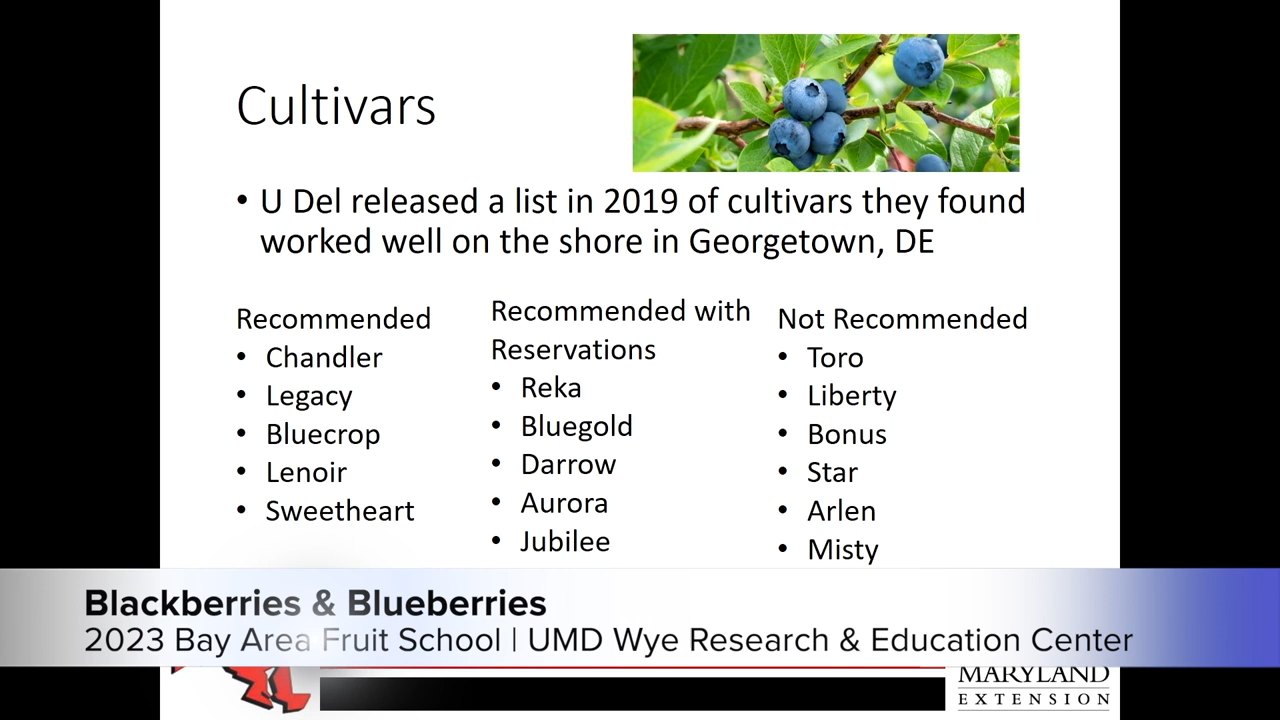 Cultivars
• U Del released a list in 2019 of cultivars they found
worked well on the shore in Georgetown, DE
Recommended
• Chandler
• Legacy
• Bluecrop
• Lenoir
• Sweetheart
Recommended with
Reservations
• Reka
• Bluegold
• Darrow
• Aurora
• Jubilee
Not Recommended
• Toro
• Liberty
• Bonus
• Star
• Arlen
• Misty
Blackberries & Blueberries
2023 Bay Area Fruit School | UMD Wye Research & Education Center
MARYLAND
EXTENSION